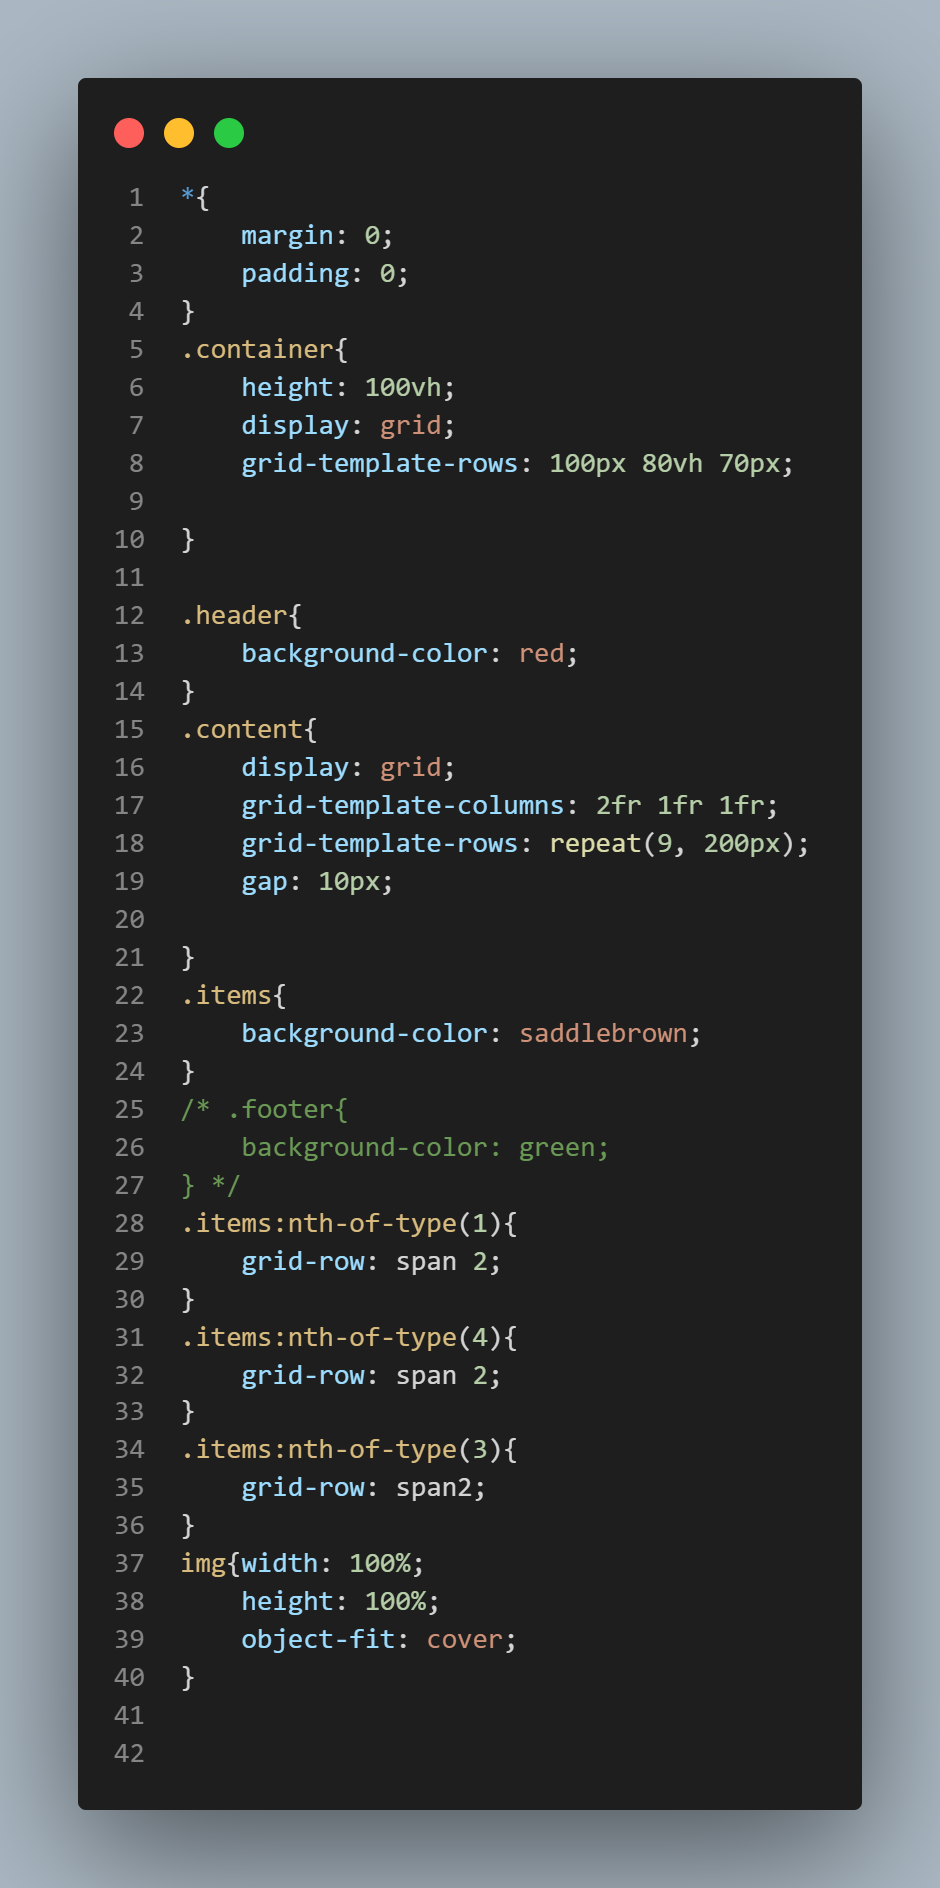 1 *{
2     margin: 0;
3     padding: 0;
4 }
5 .container{
6     height: 100vh;
7     display: grid;
8     grid-template-rows: 100px 80vh 70px;
9
10 }
11
12 .header{
13     background-color: red;
14 }
15 .content{
16     display: grid;
17     grid-template-columns: 2fr 1fr 1fr;
18     grid-template-rows: repeat(9, 200px);
19     gap: 10px;
20
21 }
22 .items{
23     background-color: saddlebrown;
24 }
25 /* .footer{
26     background-color: green;
27 } */
28 .items:nth-of-type(1){
29     grid-row: span 2;
30 }
31 .items:nth-of-type(4){
32     grid-row: span 2;
33 }
34 .items:nth-of-type(3){
35     grid-row: span2;
36 }
37 img{width: 100%;
38     height: 100%;
39     object-fit: cover;
40 }
41
42